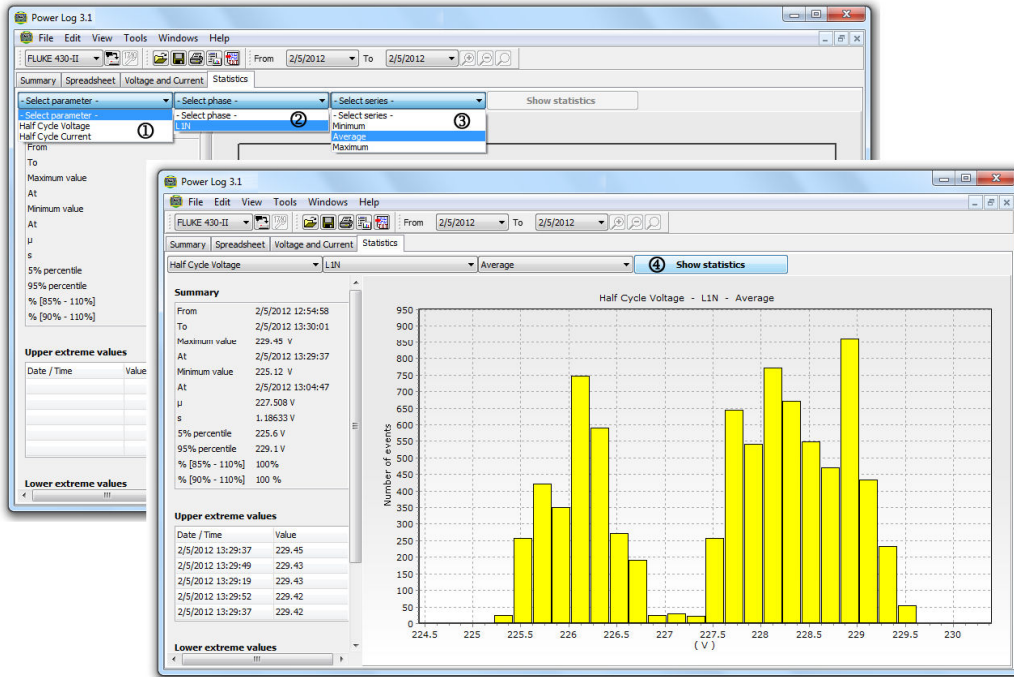 Power Log 3.1
File Edit View Tools Windows Help
FLUKE 430-II From 2/5/2012 To 2/5/2012
Summary Spreadsheet Voltage and Current Statistics
- Select parameter - - Select phase - - Select series - Show statistics
- Select parameter - - Select phase - - Select series -
Half Cycle Voltage ① L1N ② Minimum ③
Half Cycle Current Average
Maximum
From
To
Maximum value
At
Minimum value
At
µ
s
5% percentile
95% percentile
% [85% - 110%]
% [90% - 110%]
Upper extreme values
Date / Time Value
Lower extreme values
Power Log 3.1
File Edit View Tools Windows Help
FLUKE 430-II From 2/5/2012 To 2/5/2012
Summary Spreadsheet Voltage and Current Statistics
Half Cycle Voltage L1N Average ④ Show statistics
Summary
From 2/5/2012 12:54:58
To 2/5/2012 13:30:01
Maximum value 229.45 V
At 2/5/2012 13:29:37
Minimum value 225.12 V
At 2/5/2012 13:04:47
µ 227.508 V
s 1.18633 V
5% percentile 225.6 V
95% percentile 229.1 V
% [85% - 110%] 100%
% [90% - 110%] 100 %
Upper extreme values
Date / Time Value
2/5/2012 13:29:37 229.45
2/5/2012 13:29:49 229.43
2/5/2012 13:29:19 229.43
2/5/2012 13:29:52 229.42
2/5/2012 13:29:37 229.42
Lower extreme values
Half Cycle Voltage - L1N - Average
950
900
850
800
750
700
650
600
550
500
450
400
350
300
250
200
150
100
50
0
Number of events
224.5 225 225.5 226 226.5 227 227.5 228 228.5 229 229.5 230
( V )